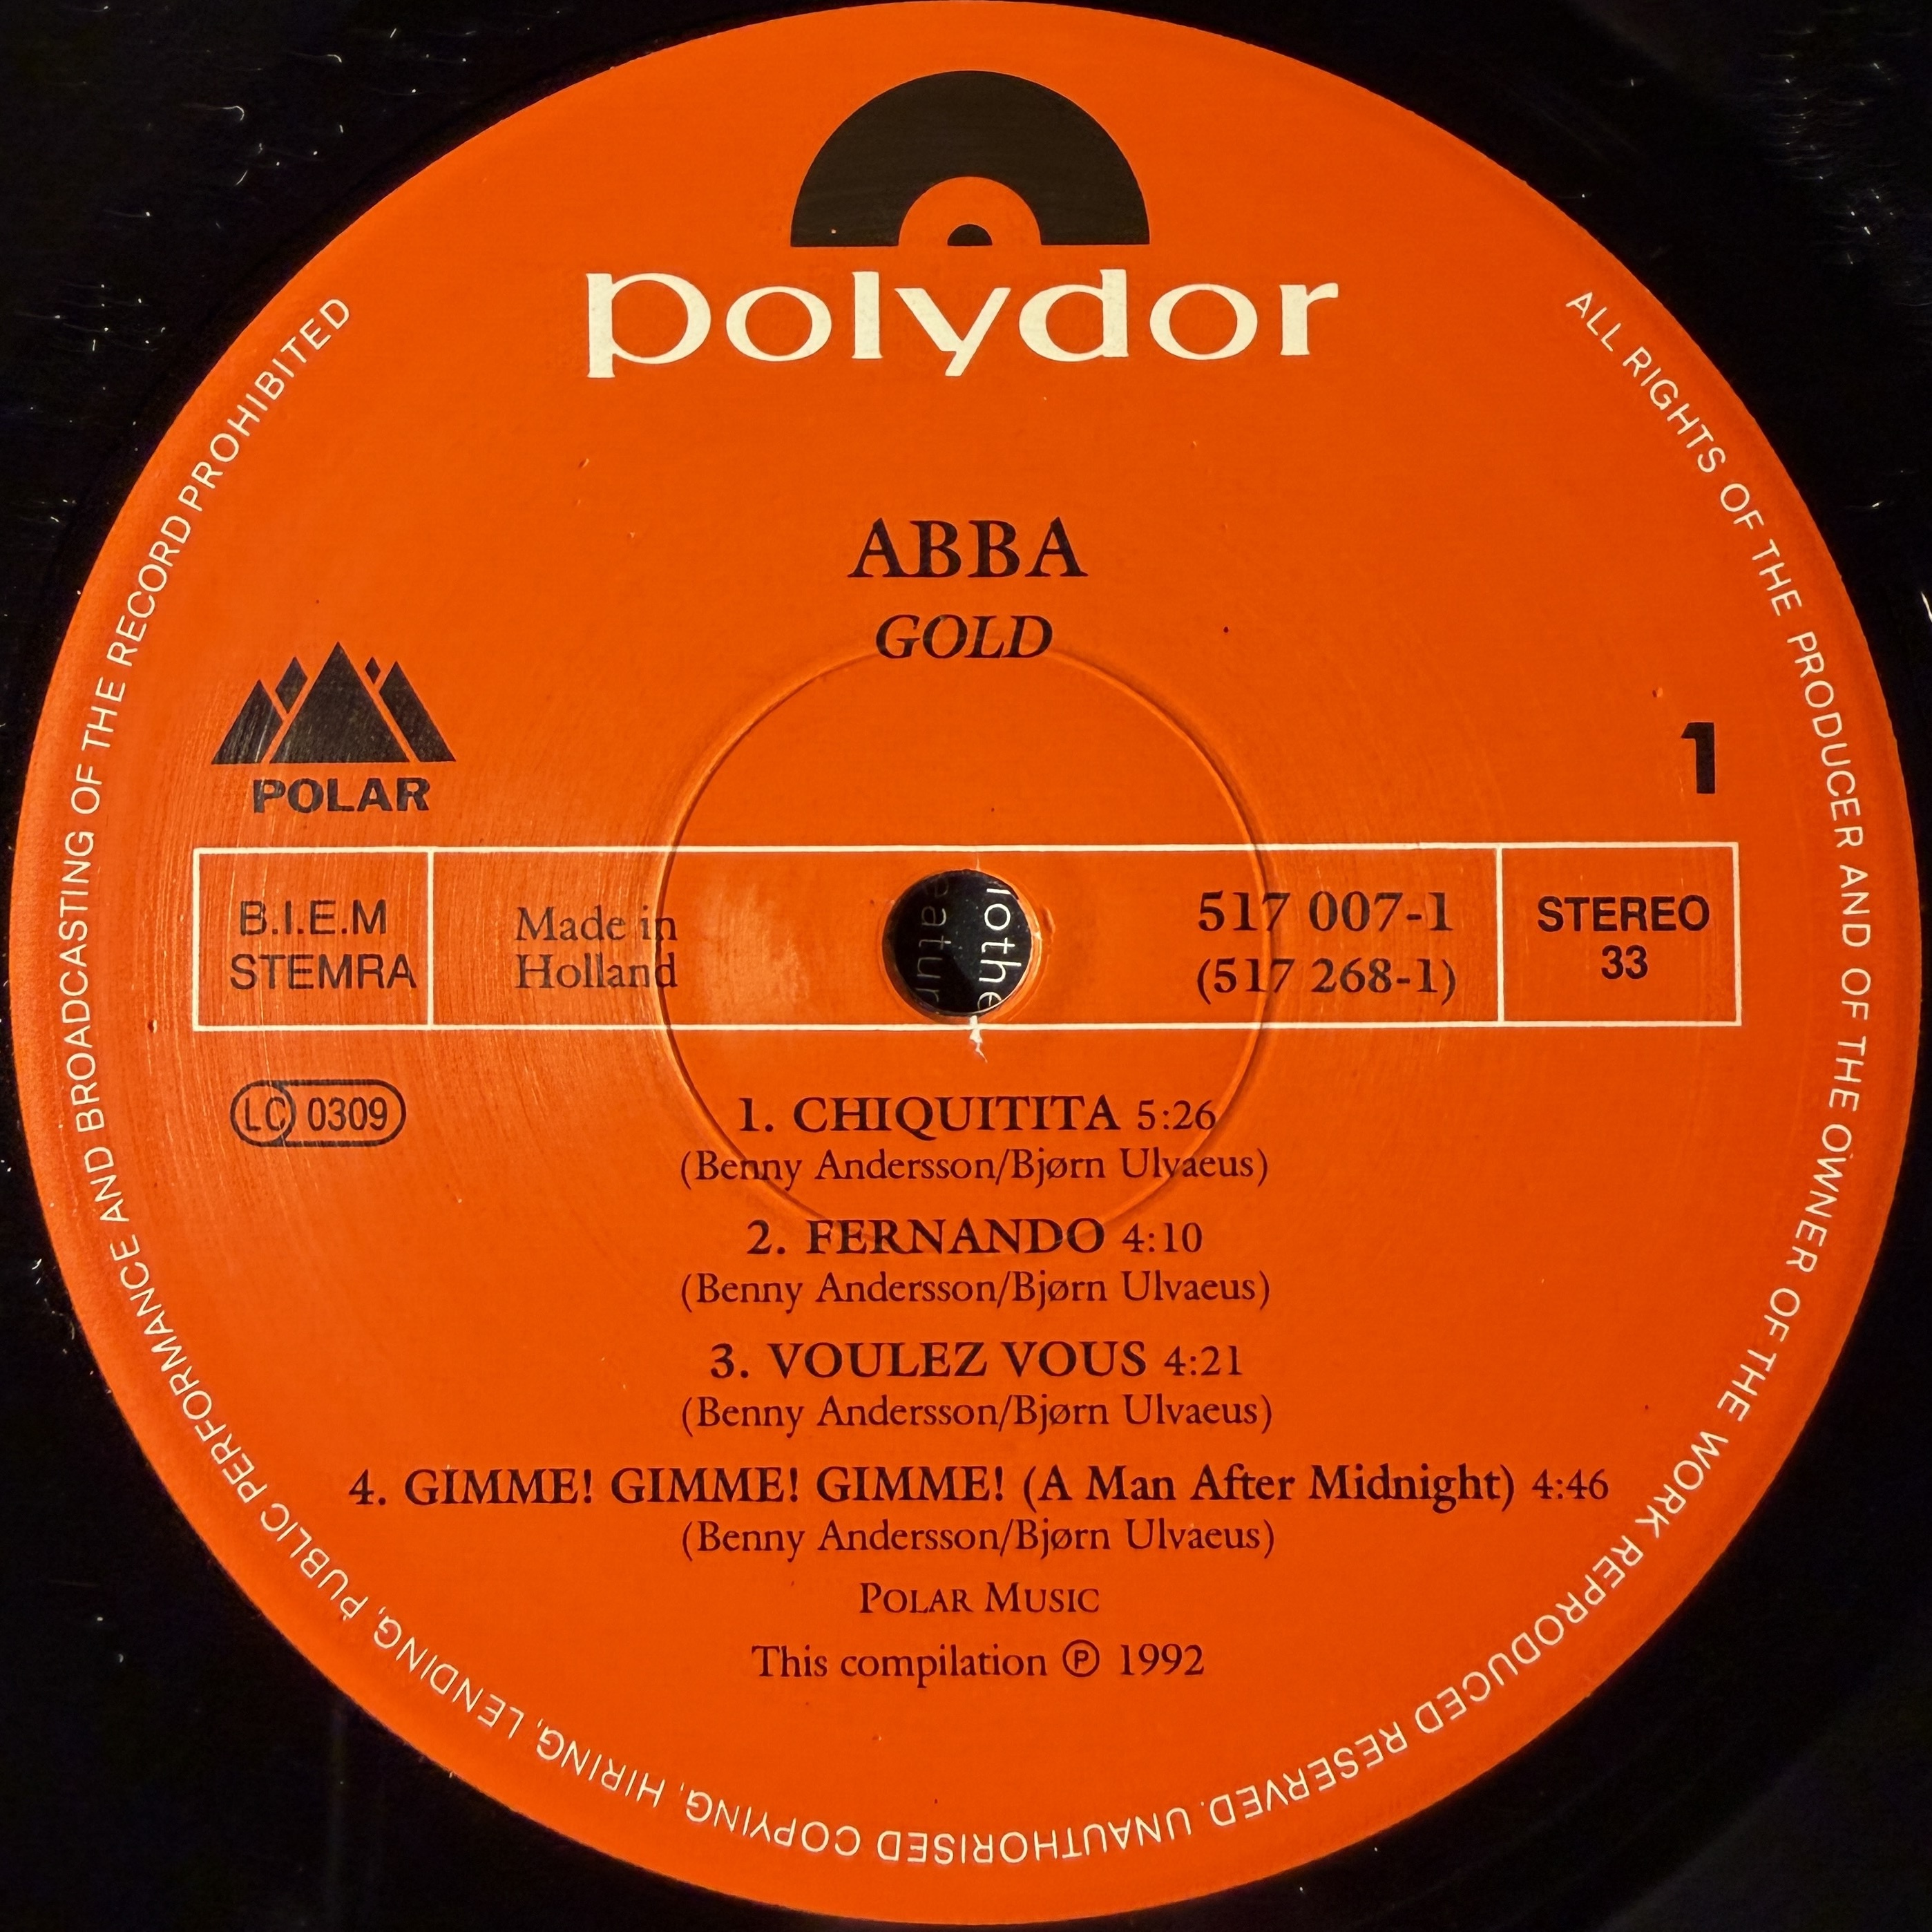 polydor
ABBA
GOLD
POLAR
1
B.I.E.M
STEMRA
Made in
Holland
517 007-1
(517 268-1)
STEREO
33
LC 0309
1. CHIQUITITA 5:26
(Benny Andersson/Bjørn Ulvaeus)
2. FERNANDO 4:10
(Benny Andersson/Bjørn Ulvaeus)
3. VOULEZ VOUS 4:21
(Benny Andersson/Bjørn Ulvaeus)
4. GIMME! GIMME! GIMME! (A Man After Midnight) 4:46
(Benny Andersson/Bjørn Ulvaeus)
POLAR MUSIC
This compilation ℗ 1992
ALL RIGHTS OF THE PRODUCER AND OF THE OWNER OF THE WORK REPRODUCED RESERVED. UNAUTHORISED COPYING, HIRING, LENDING, PUBLIC PERFORMANCE AND BROADCASTING OF THE RECORD PROHIBITED